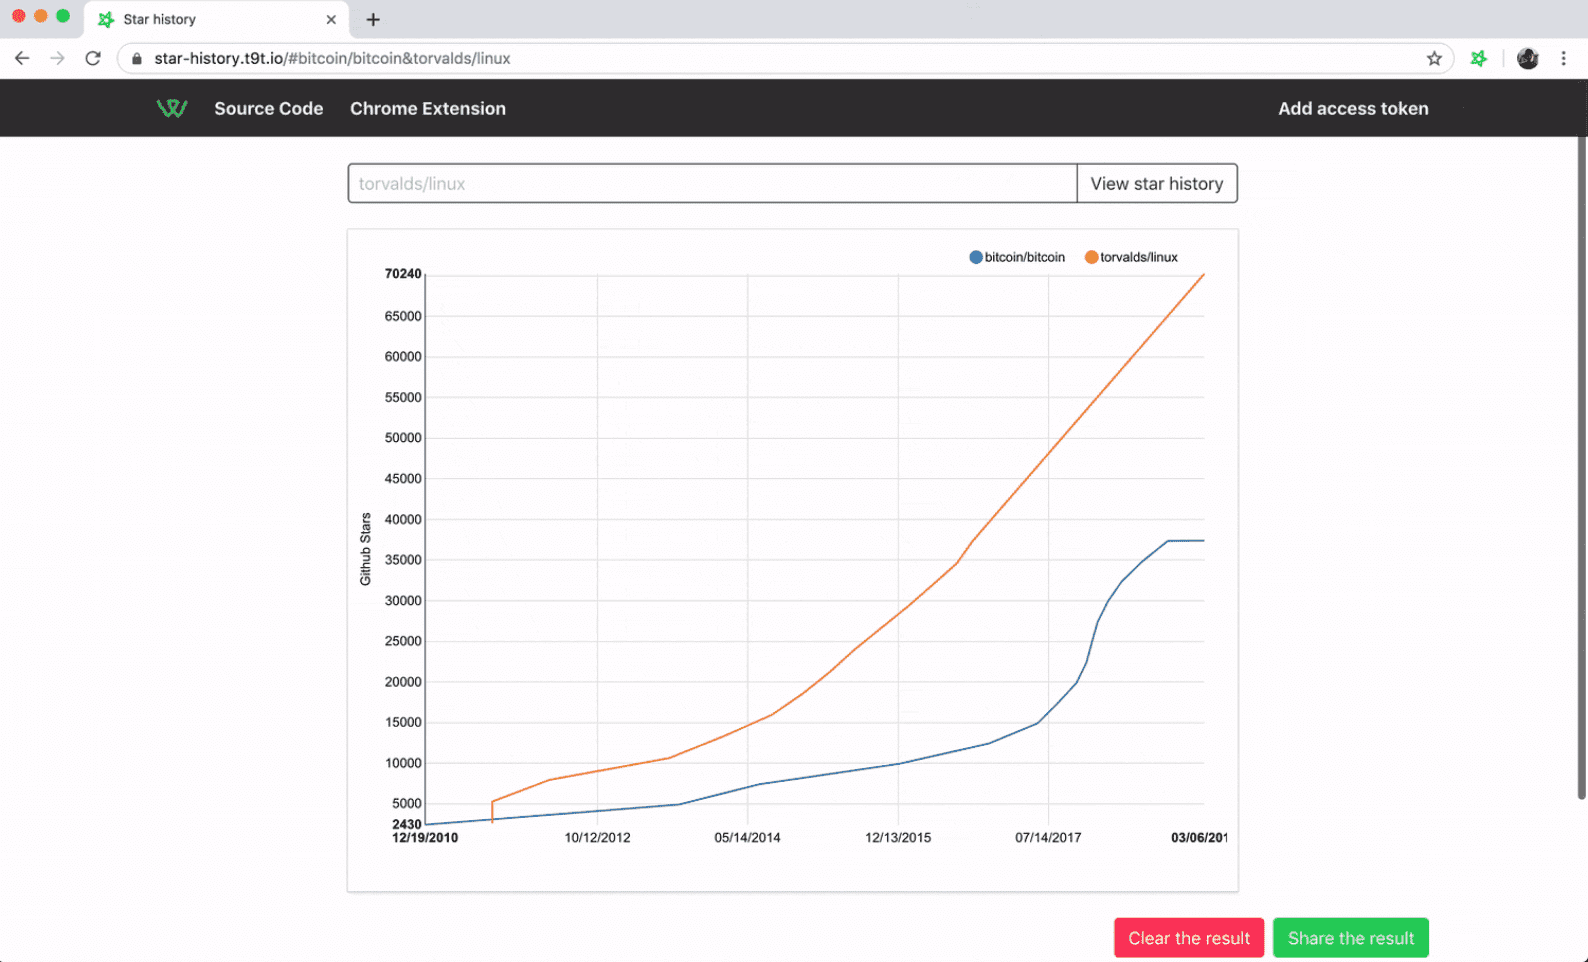 Star history
star-history.t9t.io/#bitcoin/bitcoin&torvalds/linux
Source Code
Chrome Extension
Add access token
torvalds/linux
View star history
bitcoin/bitcoin
torvalds/linux
70240
65000
60000
55000
50000
45000
40000
35000
30000
25000
20000
15000
10000
5000
2430
Github Stars
12/19/2010
10/12/2012
05/14/2014
12/13/2015
07/14/2017
03/06/201
Clear the result
Share the result